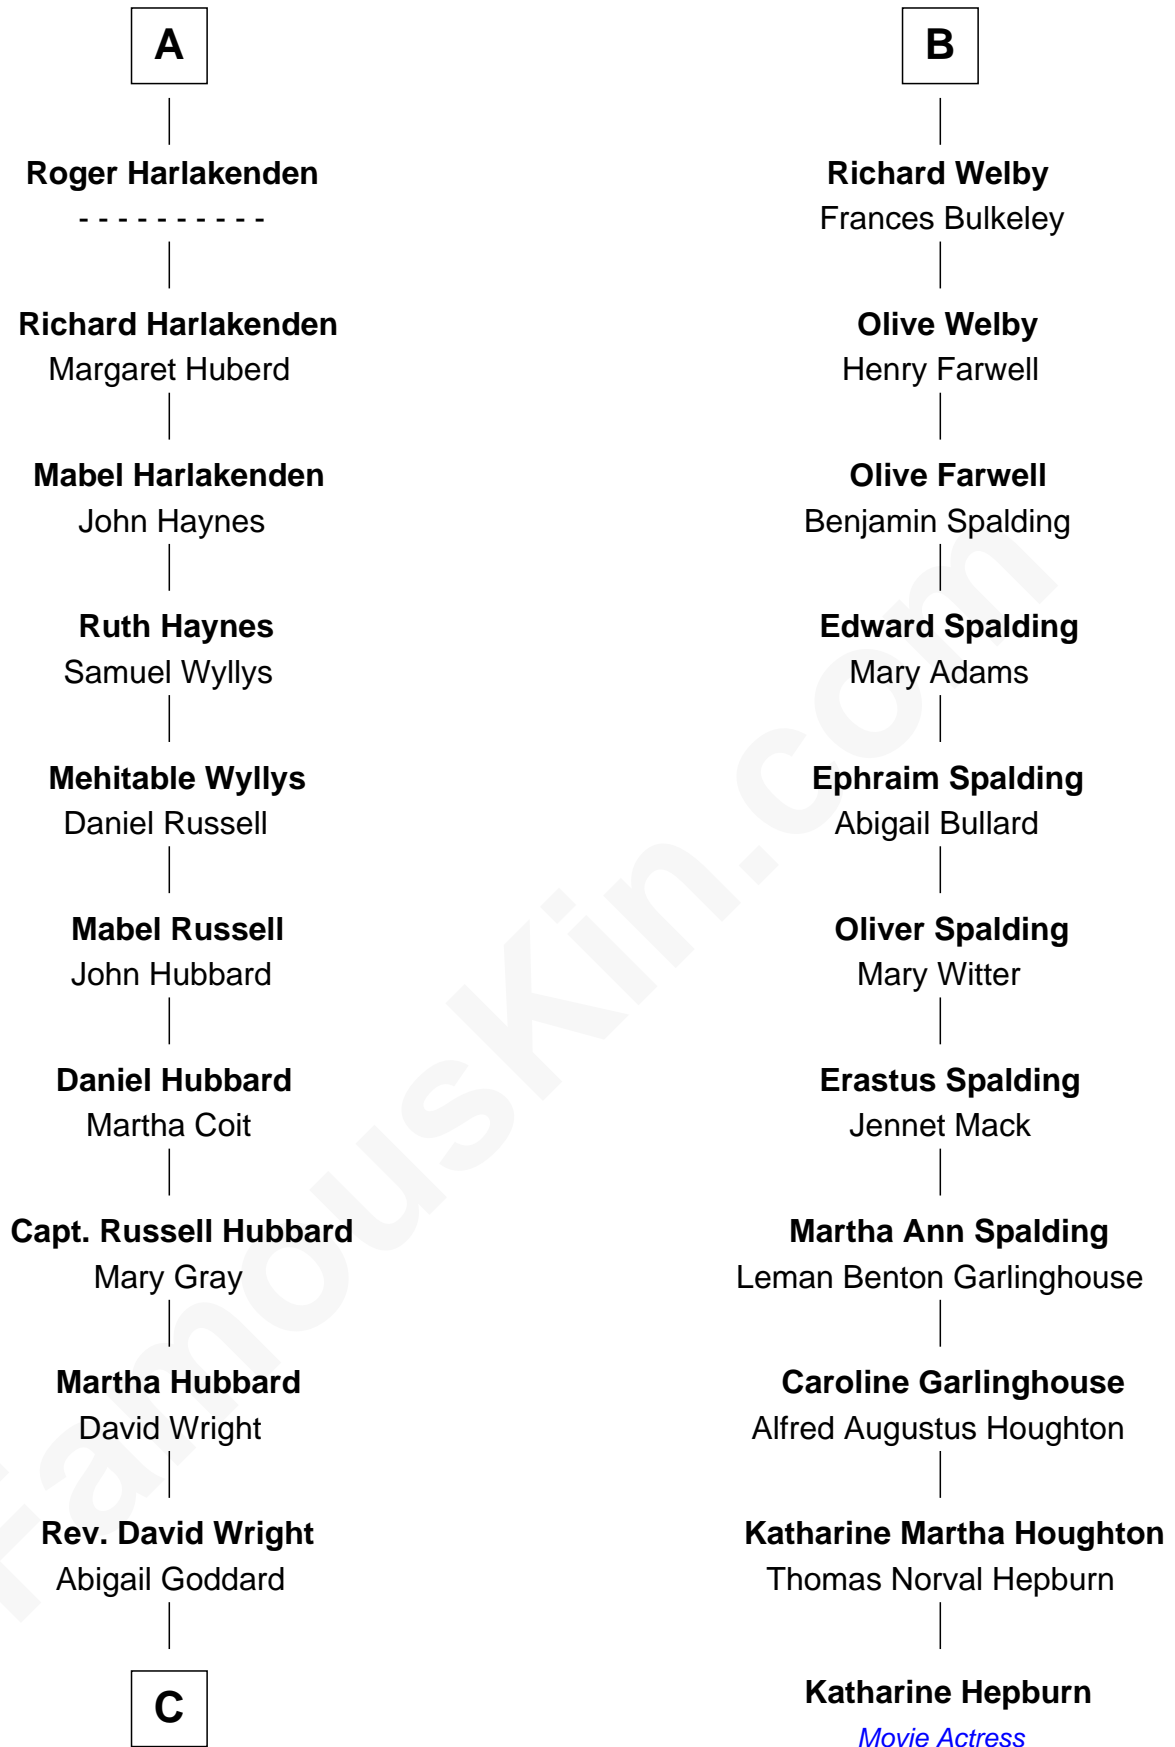 A
Roger Harlakenden
- - - - - - - - - -
Richard Harlakenden
Margaret Huberd
Mabel Harlakenden
John Haynes
Ruth Haynes
Samuel Wyllys
Mehitable Wyllys
Daniel Russell
Mabel Russell
John Hubbard
Daniel Hubbard
Martha Coit
Capt. Russell Hubbard
Mary Gray
Martha Hubbard
David Wright
Rev. David Wright
Abigail Goddard
C
B
Richard Welby
Frances Bulkeley
Olive Welby
Henry Farwell
Olive Farwell
Benjamin Spalding
Edward Spalding
Mary Adams
Ephraim Spalding
Abigail Bullard
Oliver Spalding
Mary Witter
Erastus Spalding
Jennet Mack
Martha Ann Spalding
Leman Benton Garlinghouse
Caroline Garlinghouse
Alfred Augustus Houghton
Katharine Martha Houghton
Thomas Norval Hepburn
Katharine Hepburn
Movie Actress
FamousKin.com